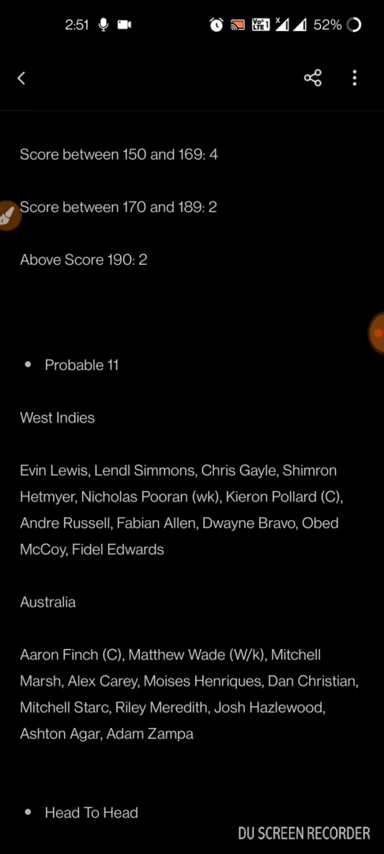 2:51 52%
Score between 150 and 169: 4
Score between 170 and 189: 2
Above Score 190: 2
Probable 11
West Indies
Evin Lewis, Lendl Simmons, Chris Gayle, Shimron
Hetmyer, Nicholas Pooran (wk), Kieron Pollard (C),
Andre Russell, Fabian Allen, Dwayne Bravo, Obed
McCoy, Fidel Edwards
Australia
Aaron Finch (C), Matthew Wade (W/k), Mitchell
Marsh, Alex Carey, Moises Henriques, Dan Christian,
Mitchell Starc, Riley Meredith, Josh Hazlewood,
Ashton Agar, Adam Zampa
Head To Head
DU SCREEN RECORDER